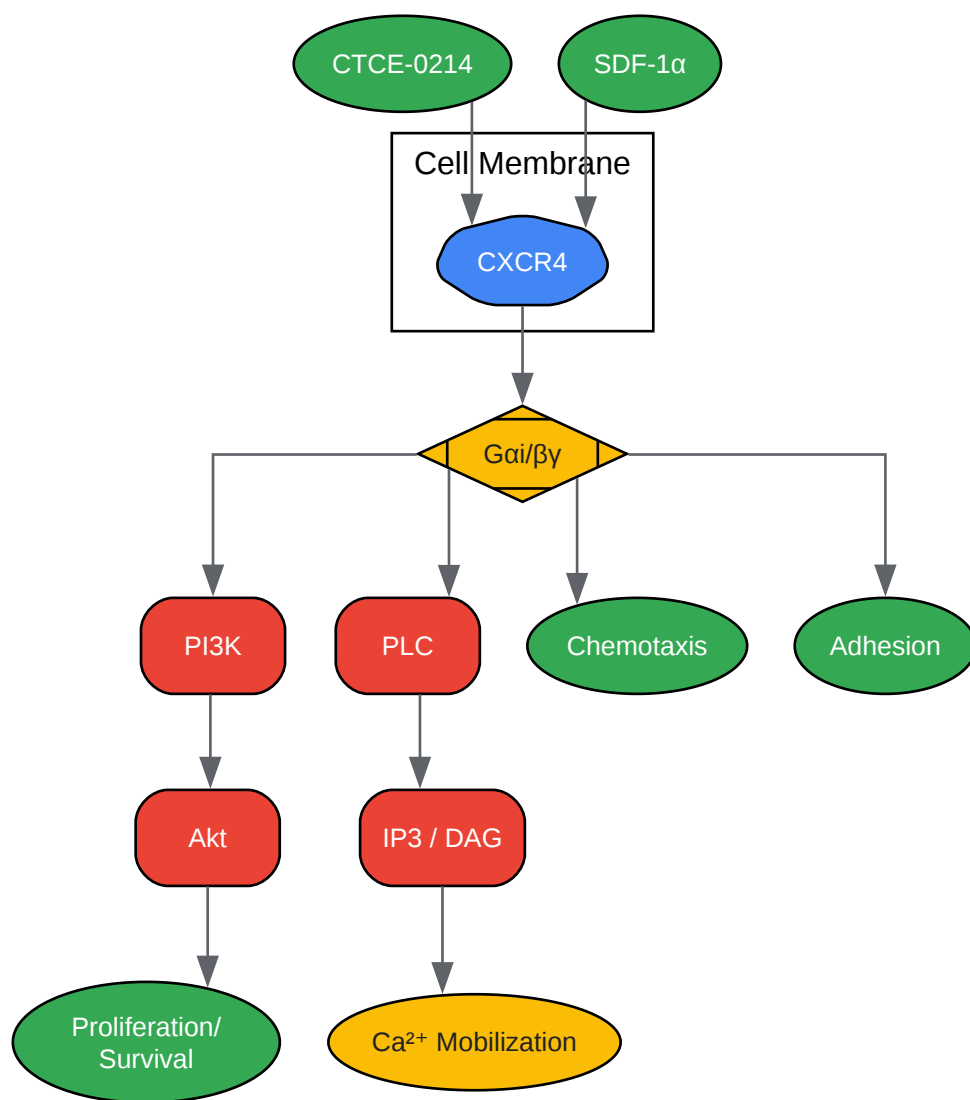 CTCE-0214
SDF-1α
Cell Membrane
CXCR4
Gαi/βγ
PI3K
PLC
Chemotaxis
Adhesion
Akt
IP3 / DAG
Proliferation/
Survival
Ca²⁺ Mobilization